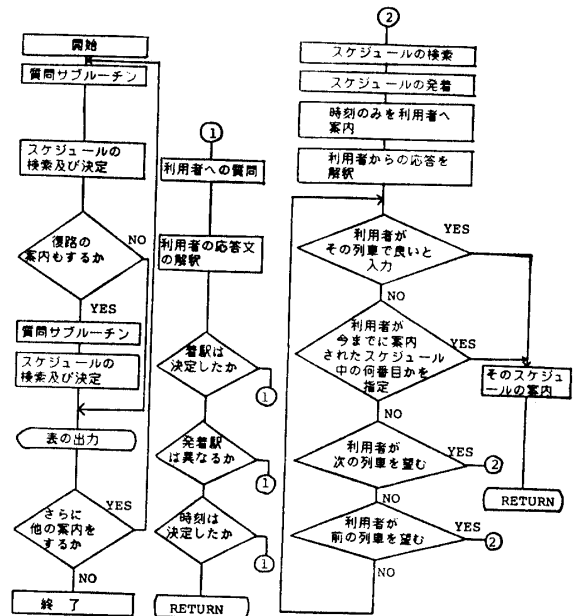 開始
質問サブルーチン
スケジュールの
検索及び決定
復路の
案内もするか
NO
YES
質問サブルーチン
スケジュールの
検索及び決定
表の出力
さらに
他の案内を
するか
YES
NO
終了
1
利用者への質問
利用者の応答文
の解釈
着駅は
決定したか
1
発着駅
は異なるか
1
時刻は
決定したか
1
RETURN
2
スケジュールの検索
スケジュールの発着
時刻のみを利用者へ
案内
利用者からの応答を
解釈
利用者が
その列車で良いと
入力
YES
NO
利用者が
今までに案内
されたスケジュール
中の何番目かを
指定
YES
NO
そのスケジュ
ールの案内
利用者が
次の列車を望む
YES
2
NO
RETURN
利用者が
前の列車を望む
YES
2
NO